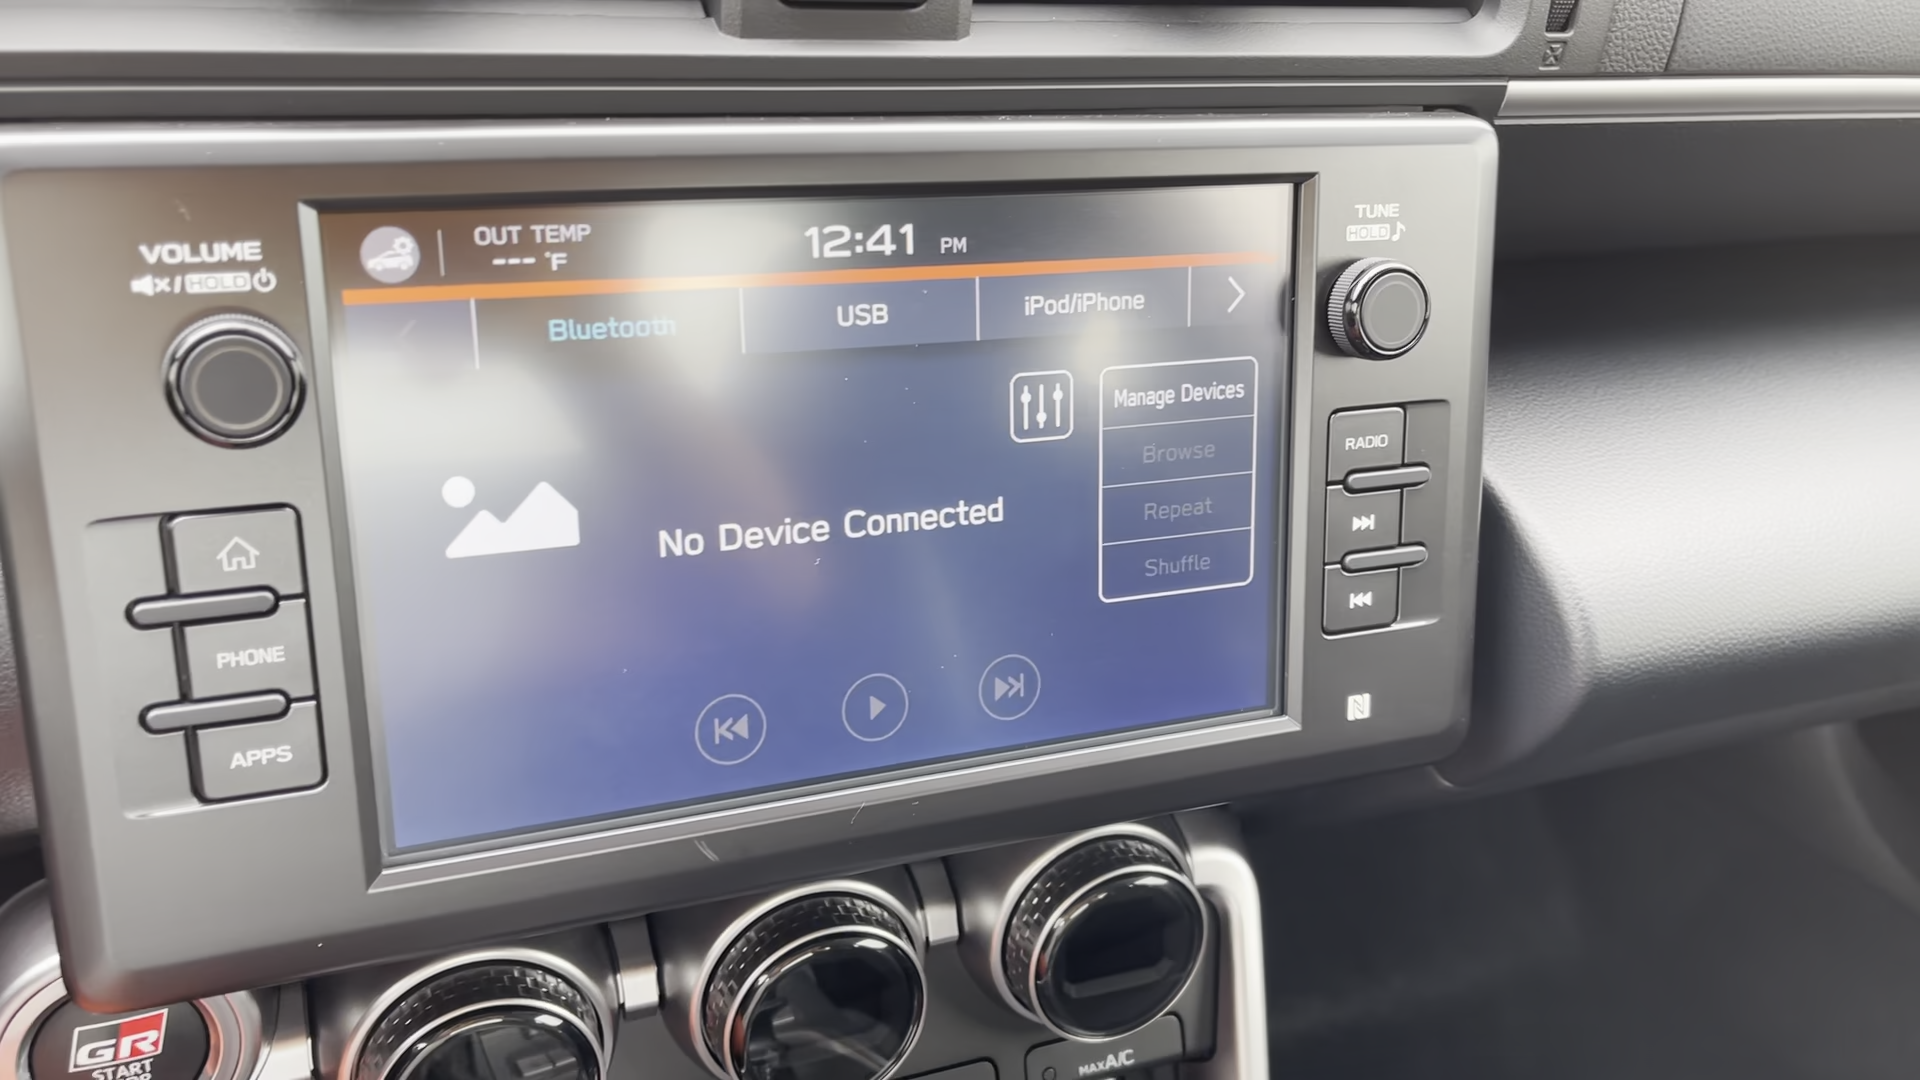 VOLUME
/HOLD
OUT TEMP
--- °F
12:41 PM
TUNE
HOLD
Bluetooth
USB
iPod/iPhone
Manage Devices
Browse
Repeat
Shuffle
No Device Connected
RADIO
PHONE
APPS
N
GR
START
MAX A/C